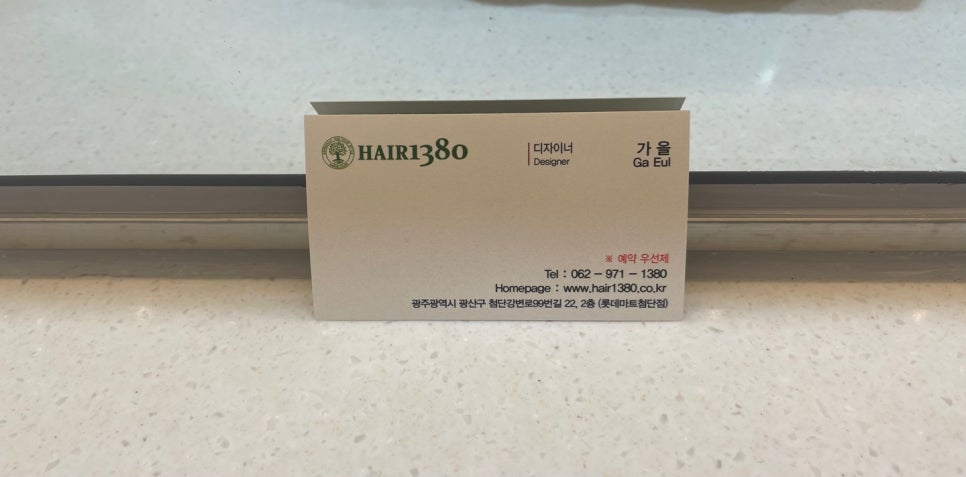 HAIR1380
디자이너
Designer
가을
Ga Eul
※ 예약 우선제
Tel : 062 - 971 - 1380
Homepage : www.hair1380.co.kr
광주광역시 광산구 첨단강변로99번길 22, 2층 (롯데마트첨단점)